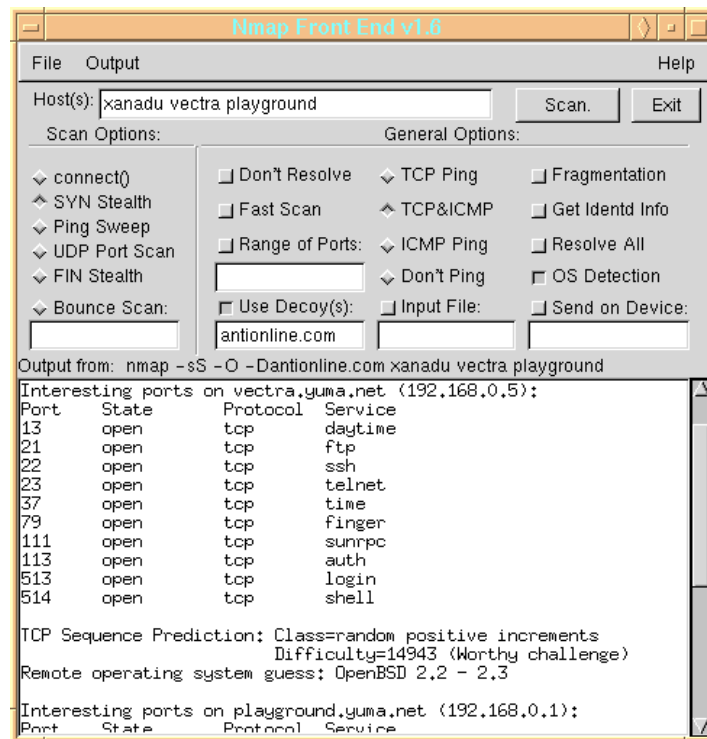 Nmap Front End v1.6
File Output Help
Host(s): xanadu vectra playground Scan. Exit
Scan Options: General Options:
connect() Don't Resolve TCP Ping Fragmentation
SYN Stealth Fast Scan TCP&ICMP Get Identd Info
Ping Sweep Range of Ports: ICMP Ping Resolve All
UDP Port Scan Don't Ping OS Detection
FIN Stealth
Bounce Scan: Use Decoy(s): Input File: Send on Device:
antionline.com
Output from: nmap -sS -O -Dantionline.com xanadu vectra playground
Interesting ports on vectra.yuma.net (192.168.0.5):
Port State Protocol Service
13 open tcp daytime
21 open tcp ftp
22 open tcp ssh
23 open tcp telnet
37 open tcp time
79 open tcp finger
111 open tcp sunrpc
113 open tcp auth
513 open tcp login
514 open tcp shell
TCP Sequence Prediction: Class=random positive increments
Difficulty=14943 (Worthy challenge)
Remote operating system guess: OpenBSD 2.2 - 2.3
Interesting ports on playground.yuma.net (192.168.0.1):
Port State Protocol Service